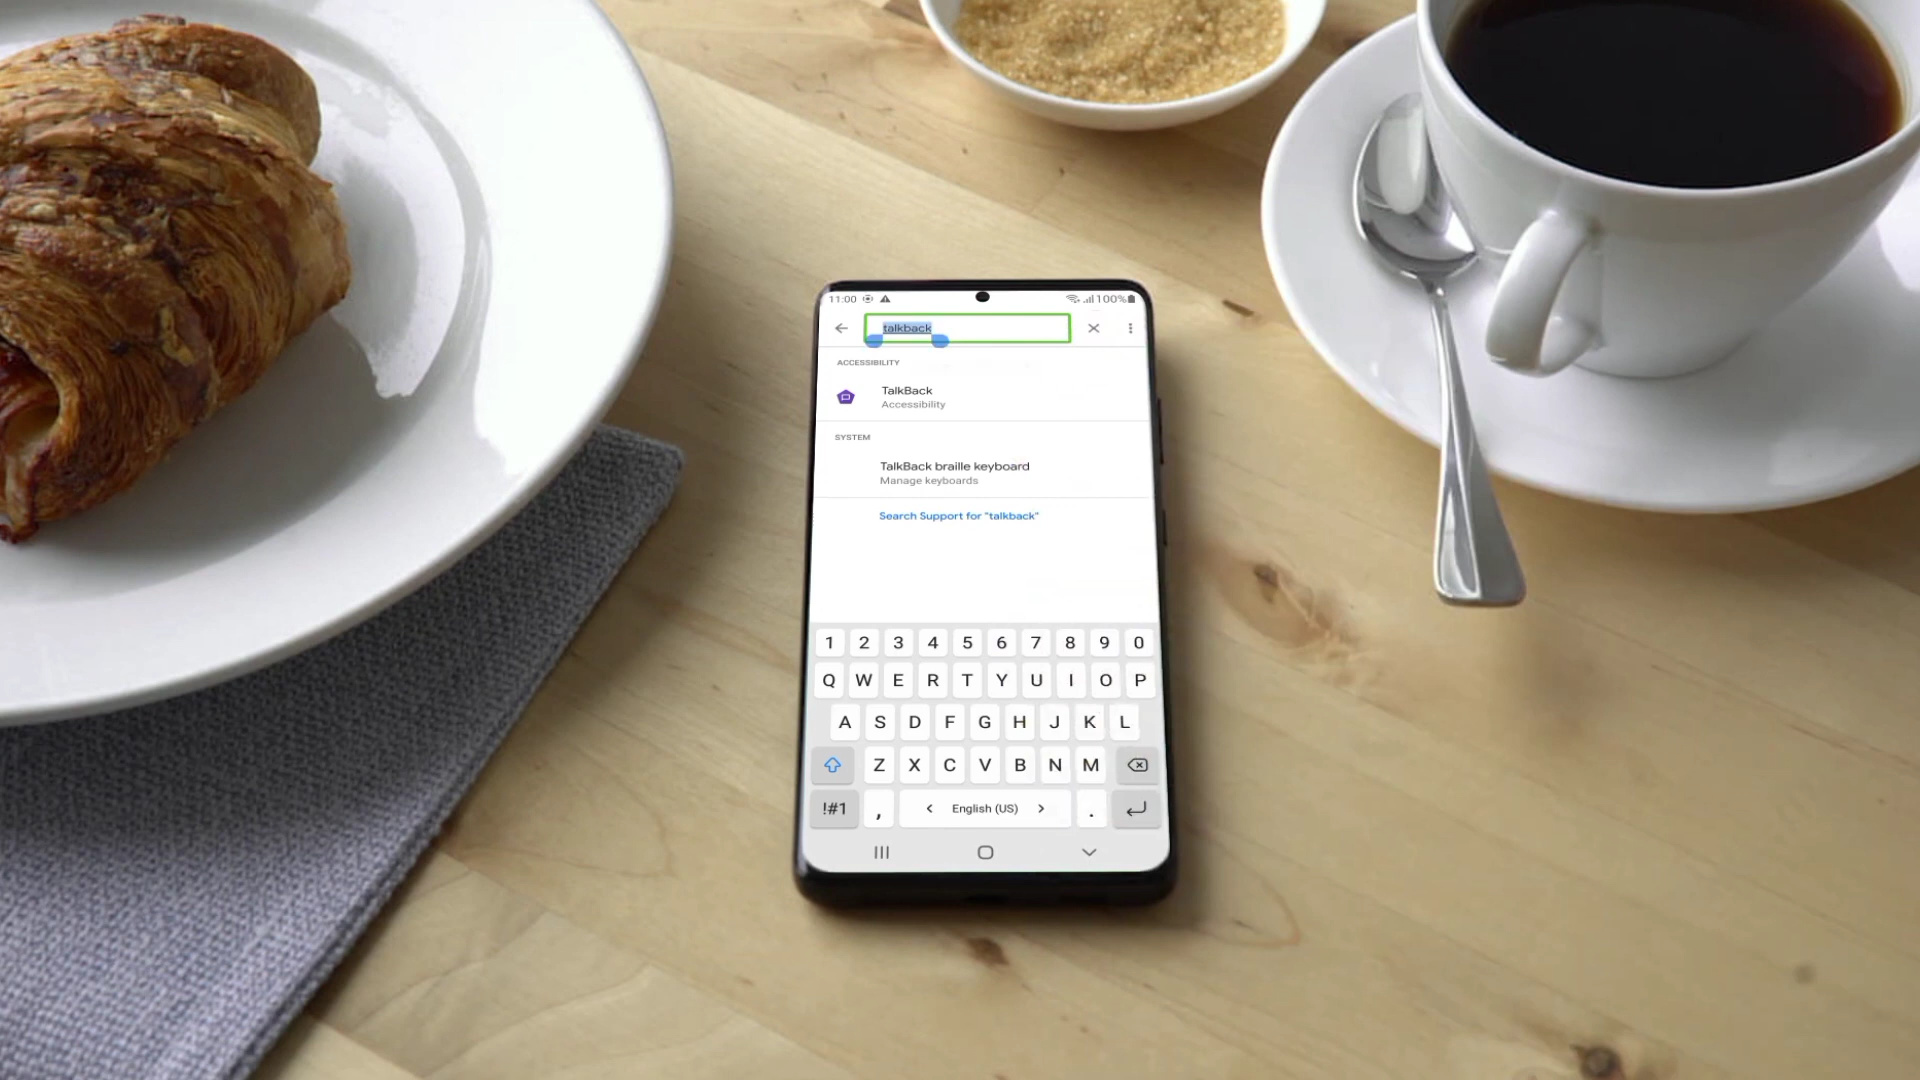 11:00 100%
talkback
ACCESSIBILITY
TalkBack
Accessibility
SYSTEM
TalkBack braille keyboard
Manage keyboards
Search Support for "talkback"
1 2 3 4 5 6 7 8 9 0
Q W E R T Y U I O P
A S D F G H J K L
Z X C V B N M
!#1 , < English (US) > .